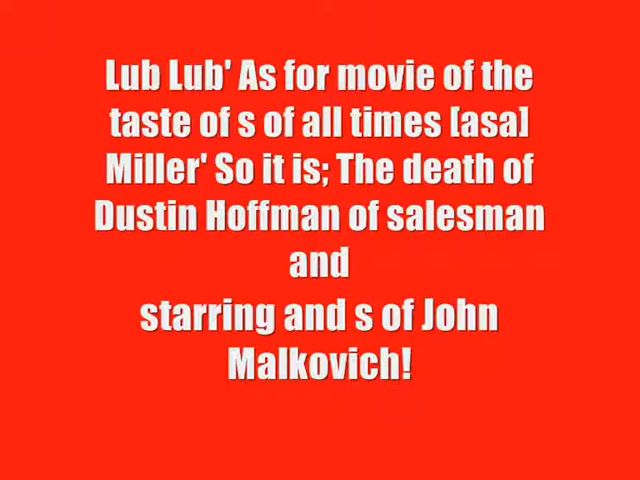 Lub Lub' As for movie of the
taste of s of all times [asa]
Miller' So it is; The death of
Dustin Hoffman of salesman
and
starring and s of John
Malkovich!